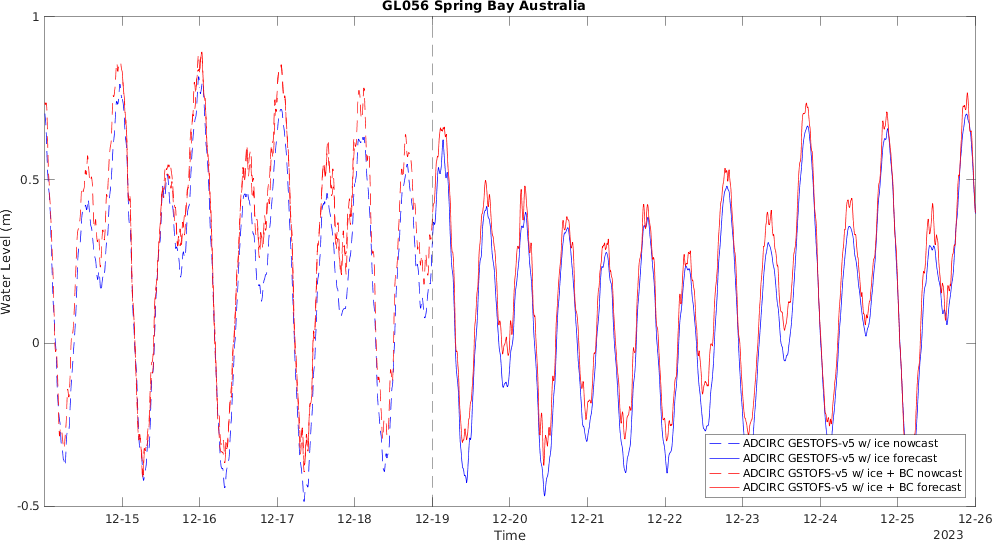 GL056 Spring Bay Australia
1
0.5
0
-0.5
Water Level (m)
ADCIRC GESTOFS-v5 w/ ice nowcast
ADCIRC GESTOFS-v5 w/ ice forecast
ADCIRC GSTOFS-v5 w/ ice + BC nowcast
ADCIRC GSTOFS-v5 w/ ice + BC forecast
12-15 12-16 12-17 12-18 12-19 12-20 12-21 12-22 12-23 12-24 12-25 12-26
Time
2023